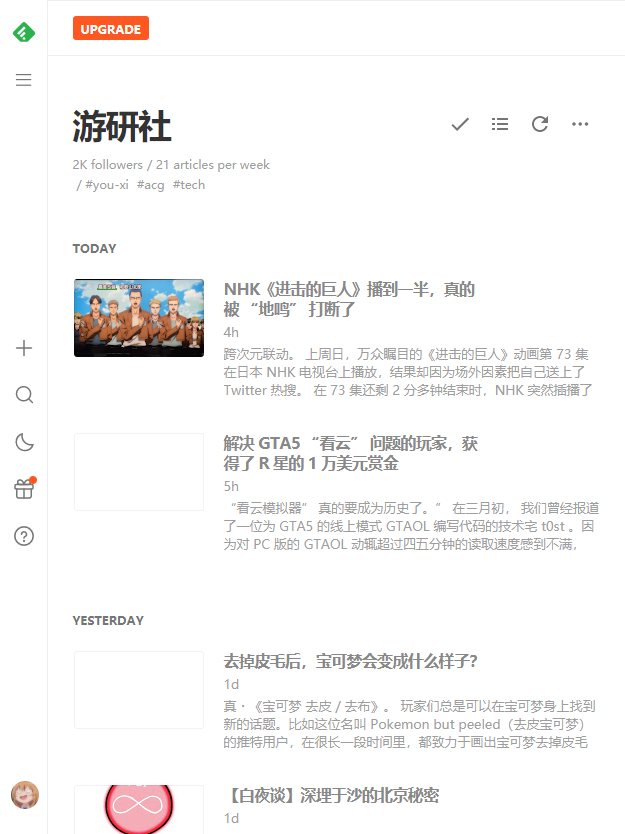 UPGRADE
游研社
2K followers / 21 articles per week
/ #you-xi #acg #tech
TODAY
NHK《进击的巨人》播到一半，真的
被 “地鸣” 打断了
4h
跨次元联动。 上周日，万众瞩目的《进击的巨人》动画第 73 集
在日本 NHK 电视台上播放，结果却因为场外因素把自己送上了
Twitter 热搜。 在 73 集还剩 2 分多钟结束时，NHK 突然插播了
解决 GTA5 “看云” 问题的玩家，获
得了 R 星的 1 万美元赏金
5h
“看云模拟器” 真的要成为历史了。“ 在三月初， 我们曾经报道
了一位为 GTA5 的线上模式 GTAOL 编写代码的技术宅 t0st 。因
为对 PC 版的 GTAOL 动辄超过四五分钟的读取速度感到不满，
YESTERDAY
去掉皮毛后，宝可梦会变成什么样子？
1d
真 · 《宝可梦 去皮 / 去布》。 玩家们总是可以在宝可梦身上找到
新的话题。比如这位名叫 Pokemon but peeled（去皮宝可梦）
的推特用户，在很长一段时间里，都致力于画出宝可梦去掉皮毛
【白夜谈】深埋于沙的北京秘密
1d